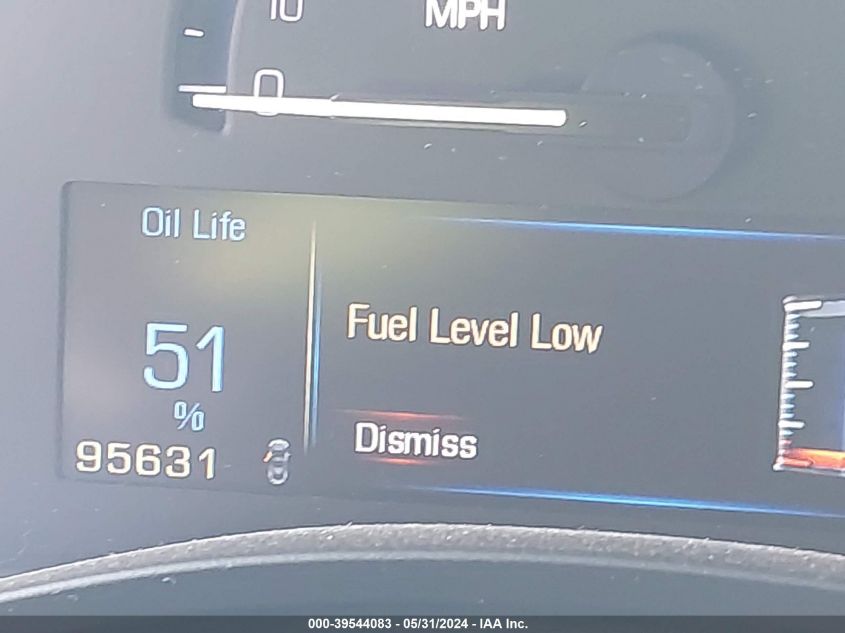 10
MPH
0
Oil Life
51
%
95631
Fuel Level Low
Dismiss
000-39544083 - 05/31/2024 - IAA Inc.